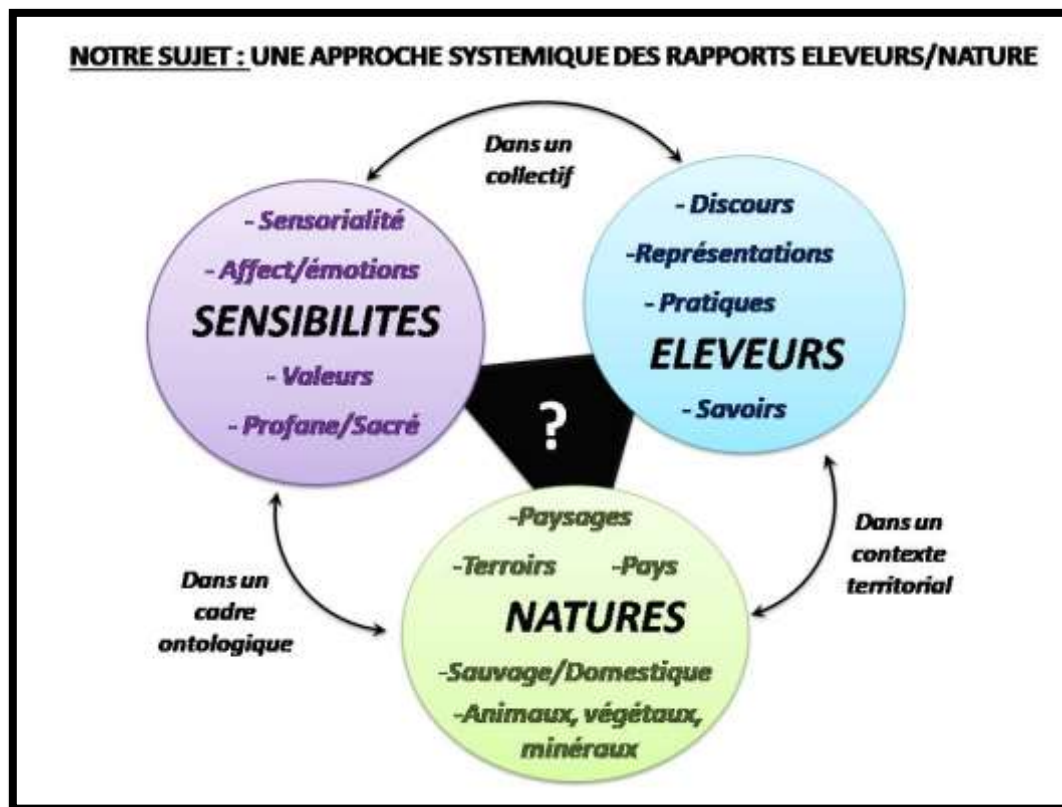 NOTRE SUJET : UNE APPROCHE SYSTEMIQUE DES RAPPORTS ELEVEURS/NATURE
Dans un
collectif
- Sensorialité
- Affect/émotions
SENSIBILITES
- Valeurs
- Profane/Sacré
- Discours
-Représentations
- Pratiques
ELEVEURS
- Savoirs
?
-Paysages
-Terroirs -Pays
NATURES
-Sauvage/Domestique
-Animaux, végétaux,
minéraux
Dans un
cadre
ontologique
Dans un
contexte
territorial